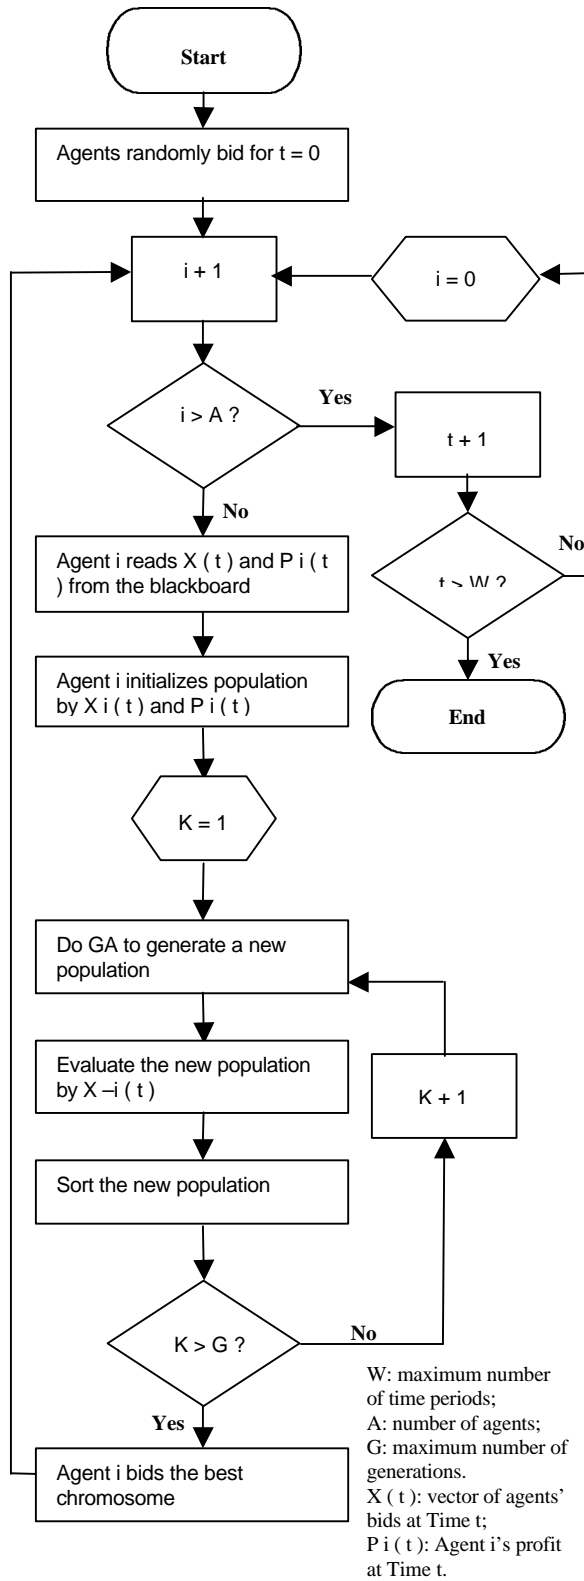 Start
Agents randomly bid for t = 0
i + 1
i = 0
i > A ?
Yes
t + 1
No
Agent i reads X ( t ) and P i ( t
) from the blackboard
t > W ?
No
Yes
Agent i initializes population
by X i ( t ) and P i ( t )
End
K = 1
Do GA to generate a new
population
Evaluate the new population
by X –i ( t )
K + 1
Sort the new population
K > G ?
No
Yes
Agent i bids the best
chromosome
W: maximum number
of time periods;
A: number of agents;
G: maximum number of
generations.
X ( t ): vector of agents’
bids at Time t;
P i ( t ): Agent i’s profit
at Time t.